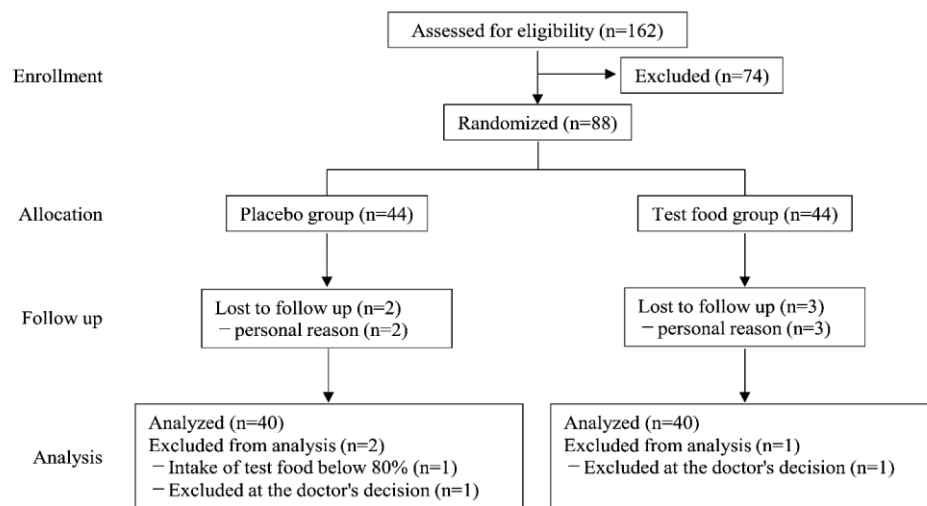 Assessed for eligibility (n=162)
Enrollment
Excluded (n=74)
Randomized (n=88)
Allocation
Placebo group (n=44)
Test food group (n=44)
Follow up
Lost to follow up (n=2)
− personal reason (n=2)
Lost to follow up (n=3)
− personal reason (n=3)
Analysis
Analyzed (n=40)
Excluded from analysis (n=2)
− Intake of test food below 80% (n=1)
− Excluded at the doctor's decision (n=1)
Analyzed (n=40)
Excluded from analysis (n=1)
− Excluded at the doctor's decision (n=1)